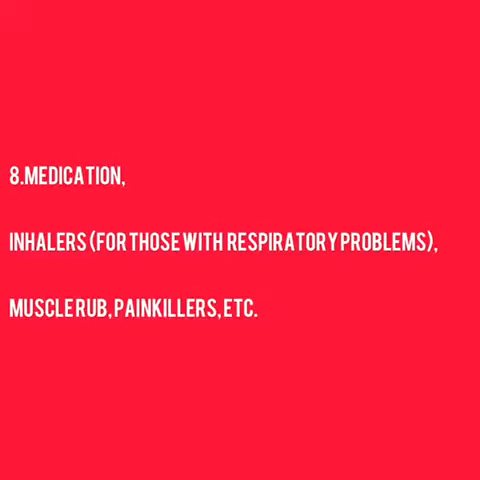 8.MEDICATION,
INHALERS (FOR THOSE WITH RESPIRATORY PROBLEMS),
MUSCLE RUB, PAINKILLERS, ETC.